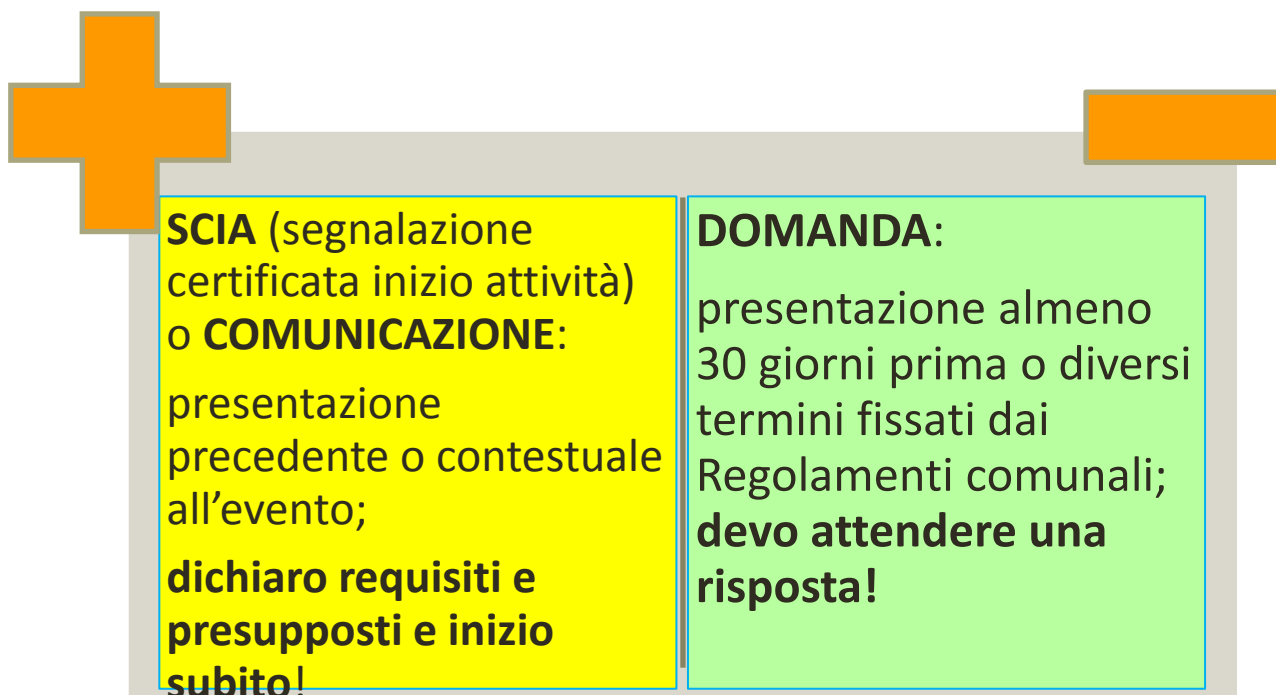 SCIA (segnalazione
certificata inizio attività)
o COMUNICAZIONE:
presentazione
precedente o contestuale
all’evento;
dichiaro requisiti e
presupposti e inizio
subito!
DOMANDA:
presentazione almeno
30 giorni prima o diversi
termini fissati dai
Regolamenti comunali;
devo attendere una
risposta!